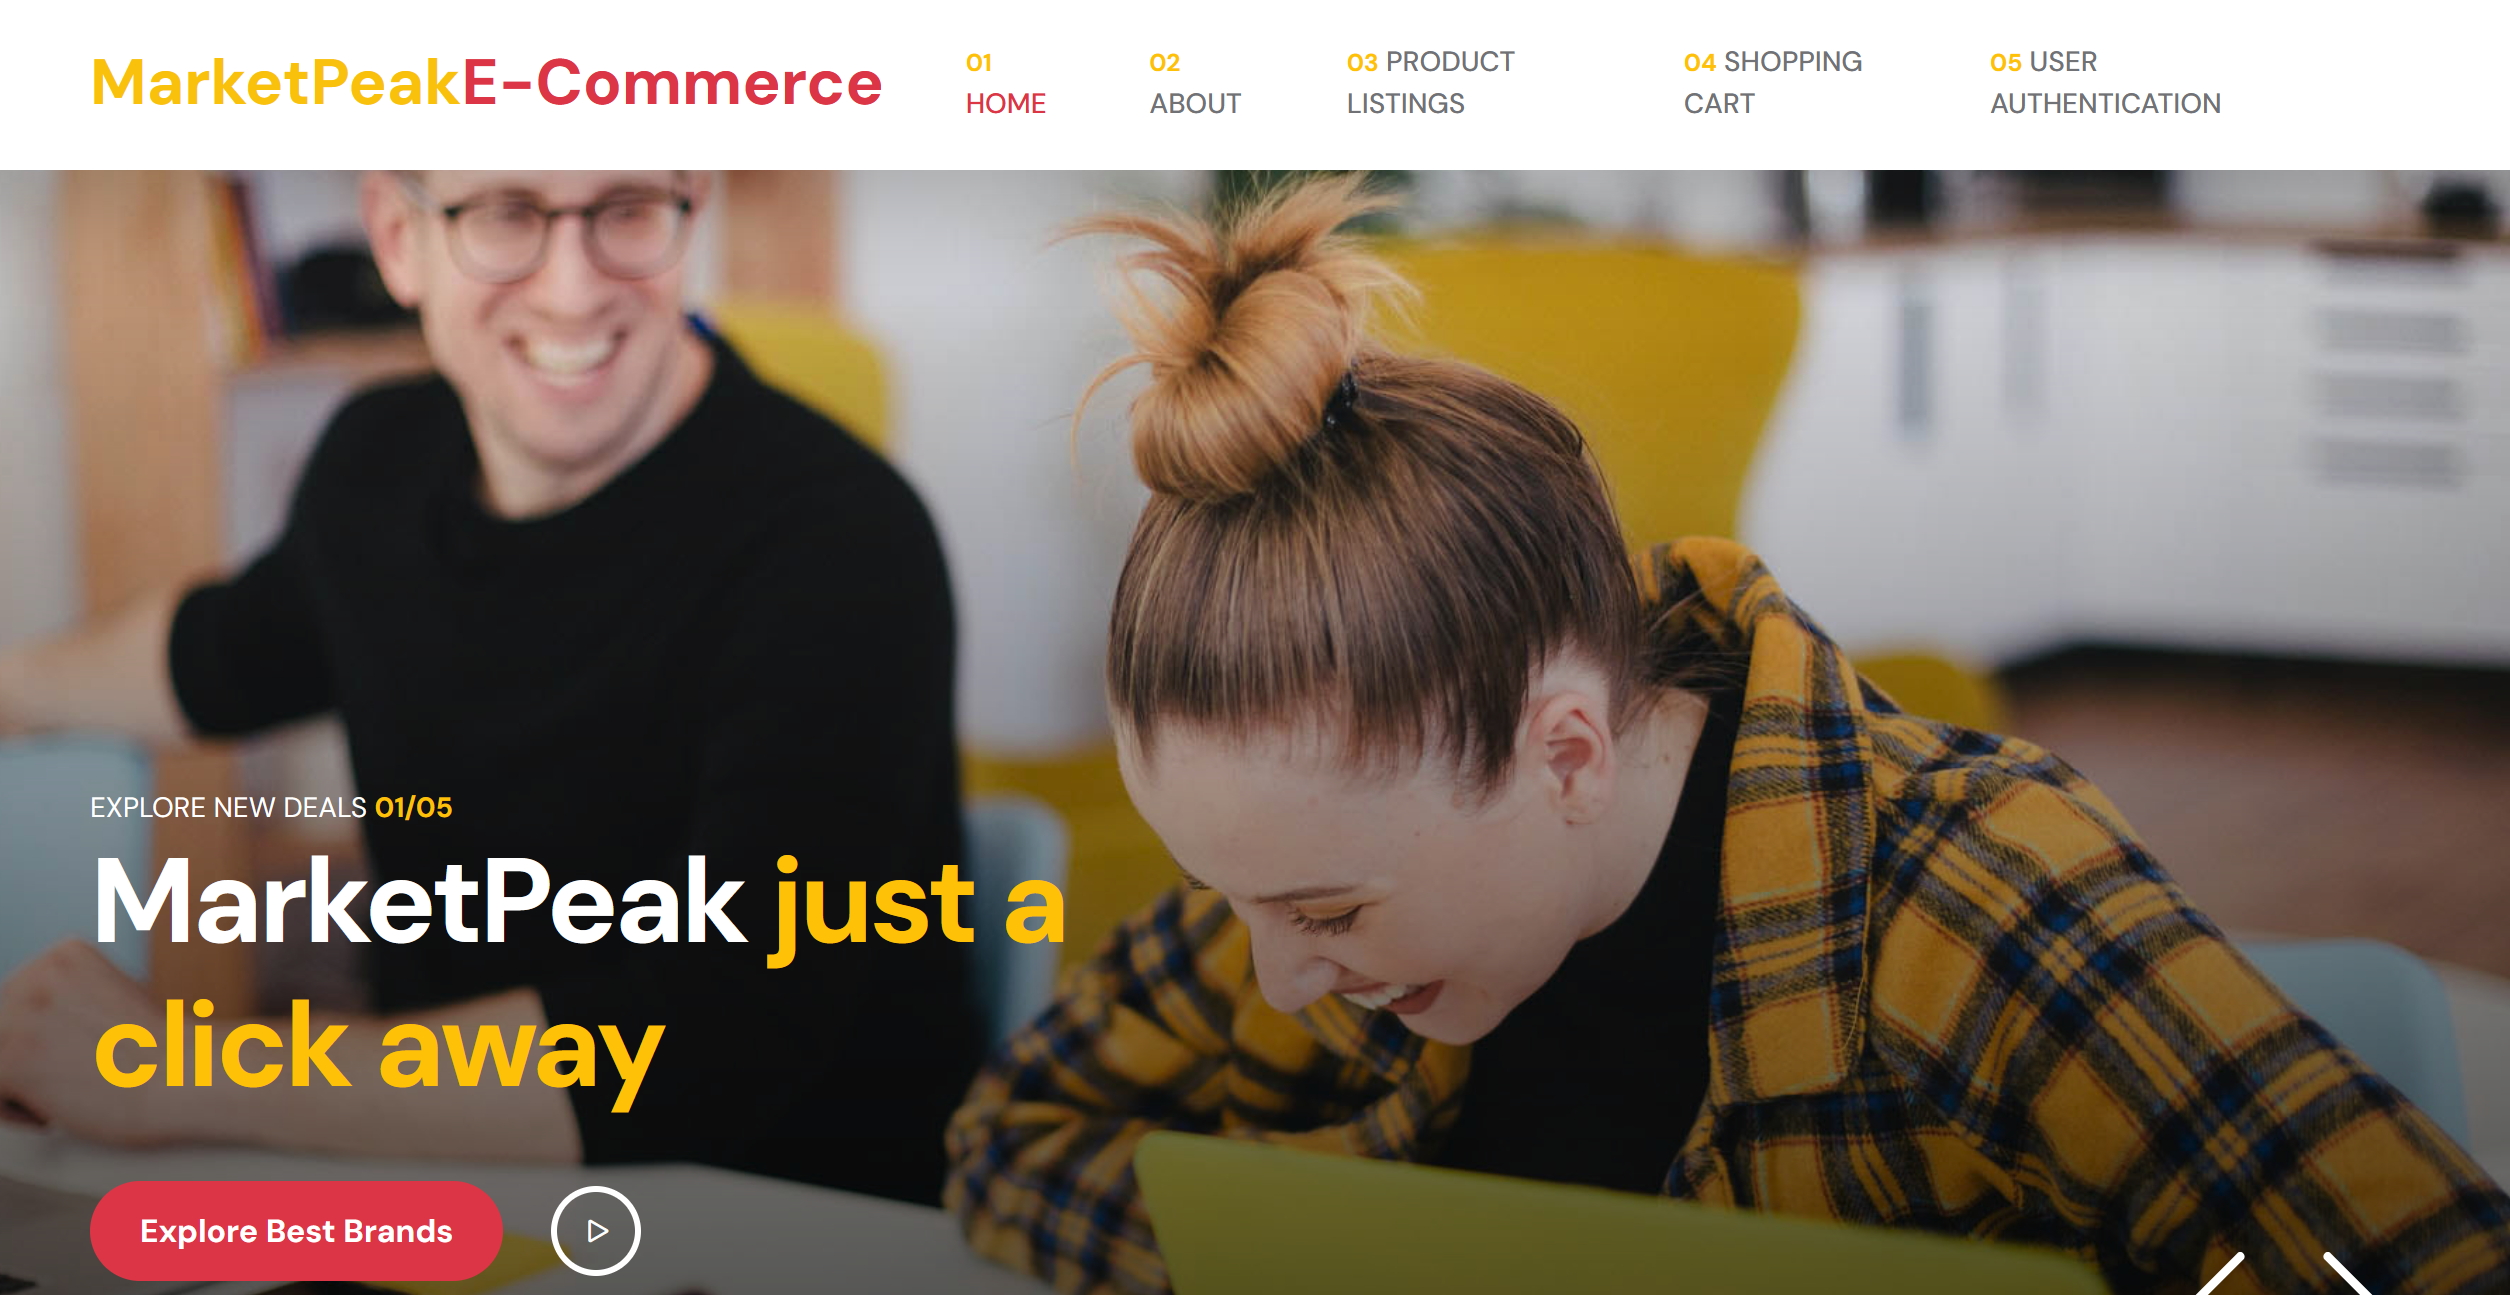 MarketPeakE-Commerce
01 HOME
02 ABOUT
03 PRODUCT LISTINGS
04 SHOPPING CART
05 USER AUTHENTICATION
EXPLORE NEW DEALS 01/05
MarketPeak just a
click away
Explore Best Brands